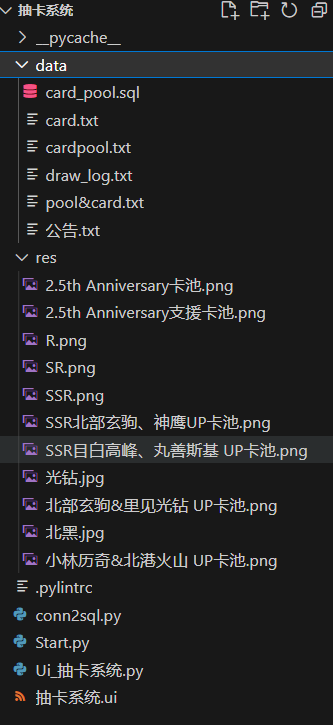 抽卡系统
__pycache__
data
card_pool.sql
card.txt
cardpool.txt
draw_log.txt
pool&card.txt
公告.txt
res
2.5th Anniversary卡池.png
2.5th Anniversary支援卡池.png
R.png
SR.png
SSR.png
SSR北部玄驹、神鹰UP卡池.png
SSR目白高峰、丸善斯基 UP卡池.png
光钻.jpg
北部玄驹&里见光钻 UP卡池.png
北黑.jpg
小林历奇&北港火山 UP卡池.png
.pylintrc
conn2sql.py
Start.py
Ui_抽卡系统.py
抽卡系统.ui